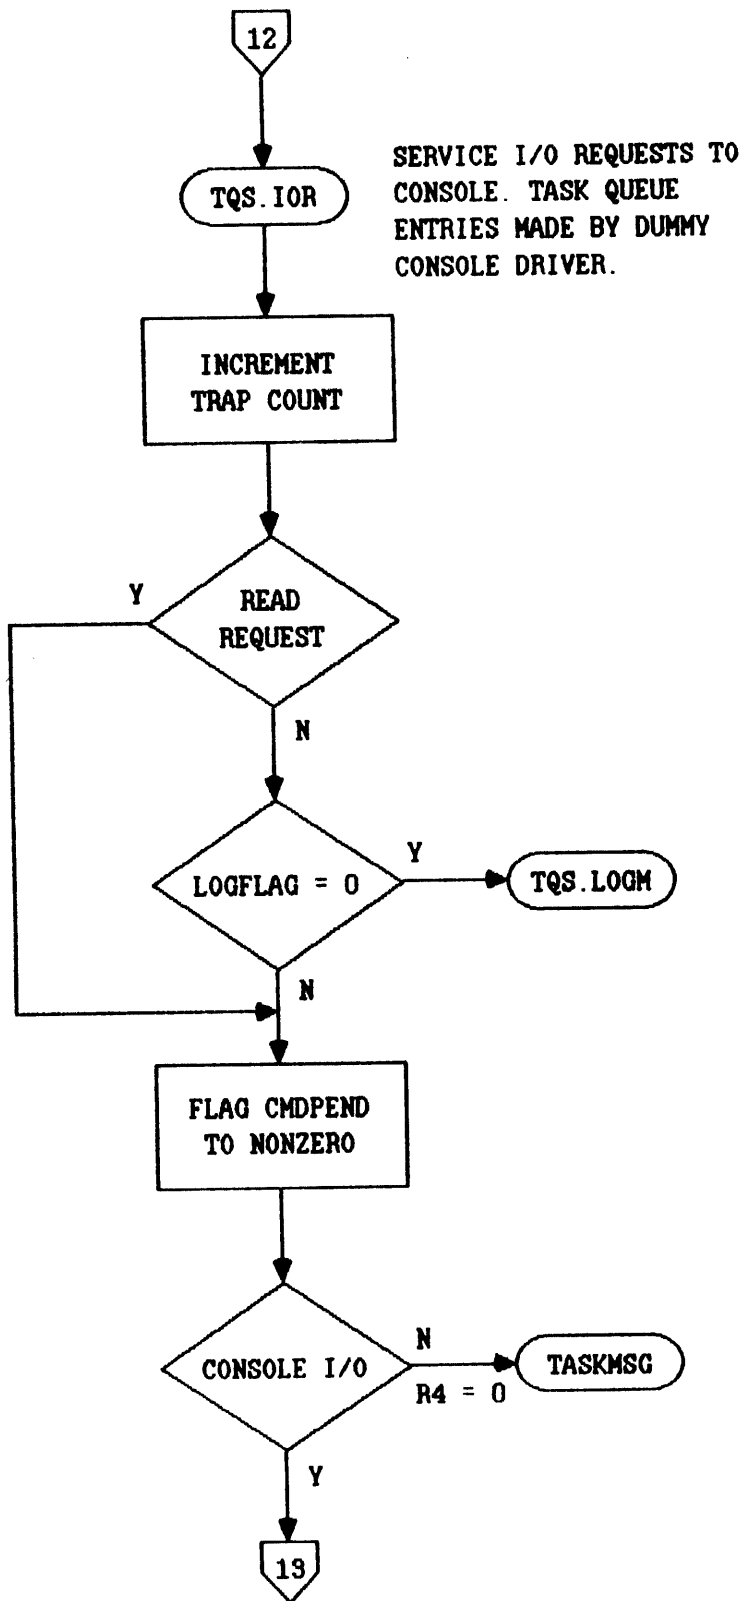 12
TQS.IOR
SERVICE I/O REQUESTS TO
CONSOLE. TASK QUEUE
ENTRIES MADE BY DUMMY
CONSOLE DRIVER.
INCREMENT
TRAP COUNT
READ
REQUEST
Y
N
LOGFLAG = 0
Y
TQS.LOGM
N
FLAG CMDPEND
TO NONZERO
CONSOLE I/O
N
R4 = 0
TASKMSG
Y
13